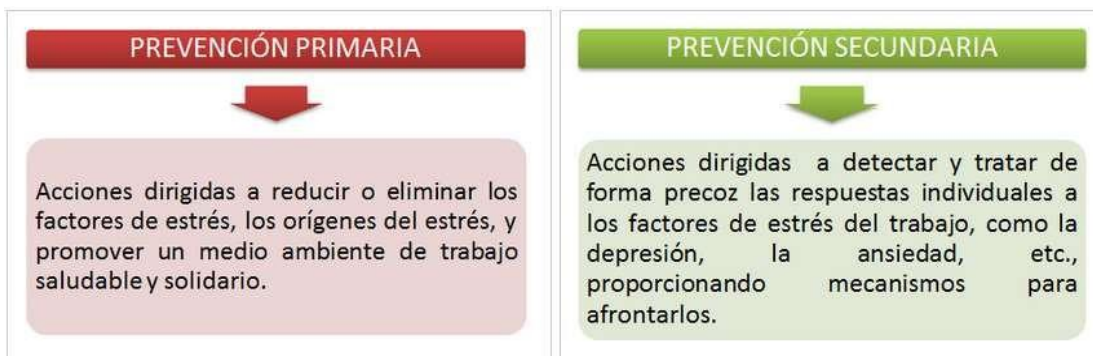 PREVENCIÓN PRIMARIA
Acciones dirigidas a reducir o eliminar los
factores de estrés, los orígenes del estrés, y
promover un medio ambiente de trabajo
saludable y solidario.
PREVENCIÓN SECUNDARIA
Acciones dirigidas a detectar y tratar de
forma precoz las respuestas individuales a
los factores de estrés del trabajo, como la
depresión, la ansiedad, etc.,
proporcionando mecanismos para
afrontarlos.